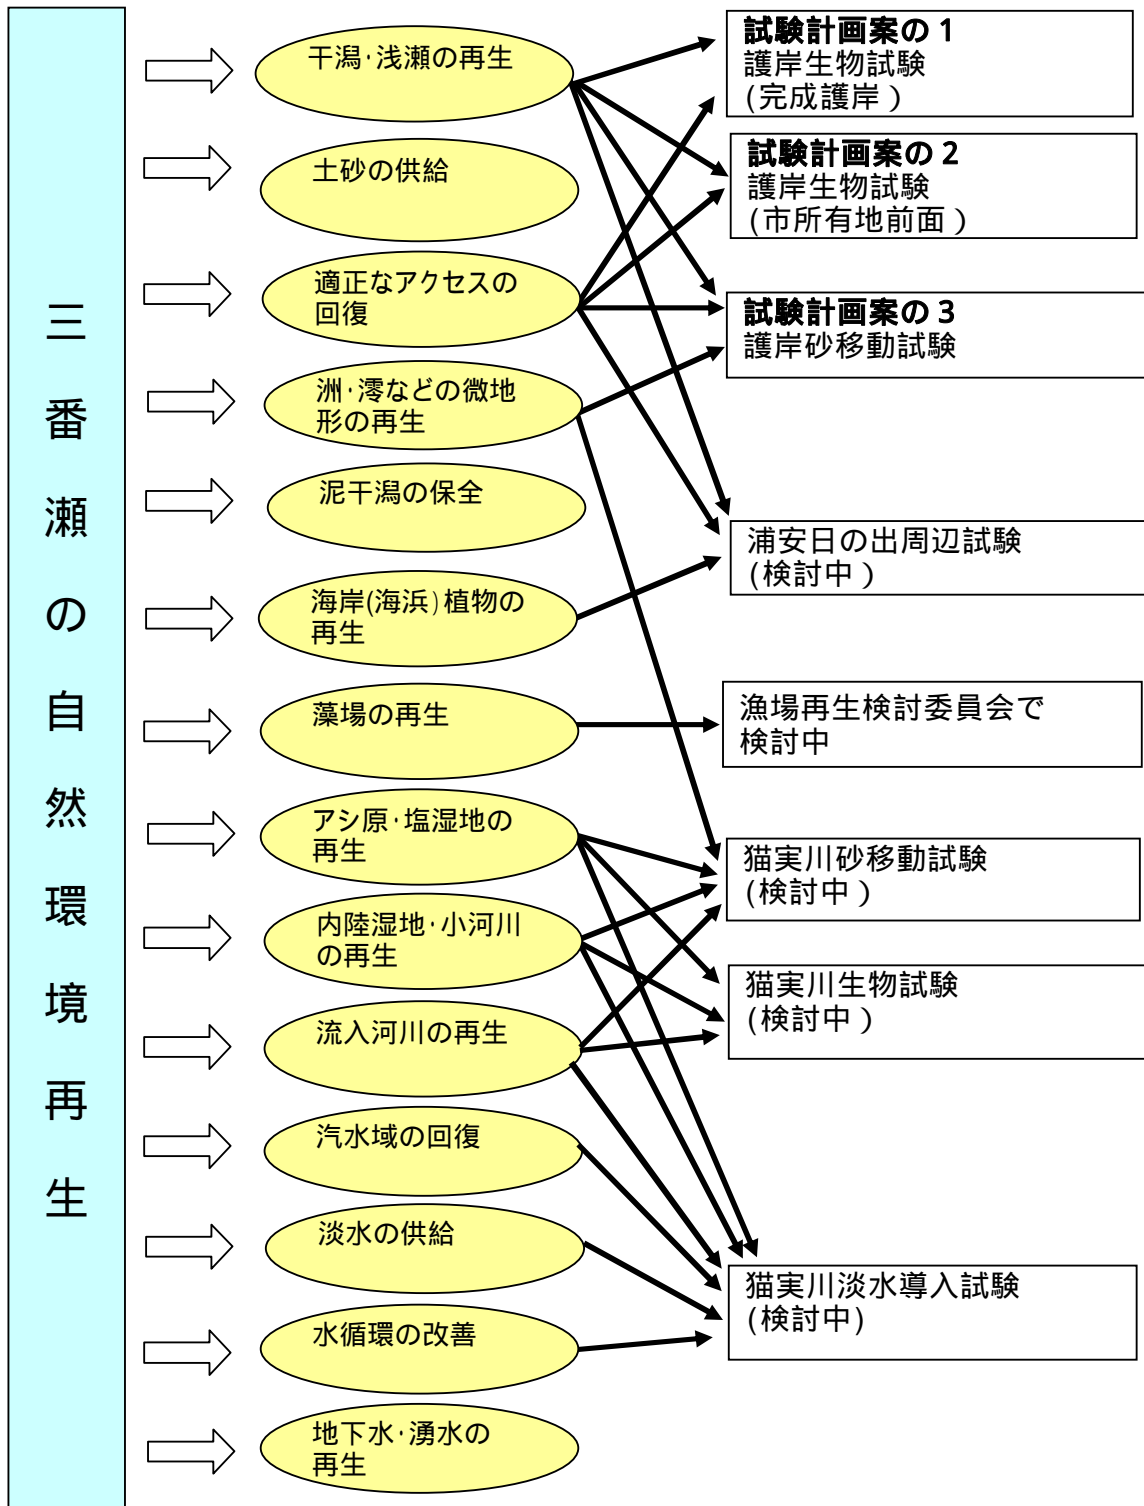 三番瀬の自然環境再生
干潟・浅瀬の再生
土砂の供給
適正なアクセスの
回復
洲・澪などの微地
形の再生
泥干潟の保全
海岸(海浜)植物の
再生
藻場の再生
アシ原・塩湿地の
再生
内陸湿地・小河川
の再生
流入河川の再生
汽水域の回復
淡水の供給
水循環の改善
地下水・湧水の
再生
試験計画案の1
護岸生物試験
(完成護岸)
試験計画案の2
護岸生物試験
(市所有地前面)
試験計画案の3
護岸砂移動試験
浦安日の出周辺試験
(検討中)
漁場再生検討委員会で
検討中
猫実川砂移動試験
(検討中)
猫実川生物試験
(検討中)
猫実川淡水導入試験
(検討中)